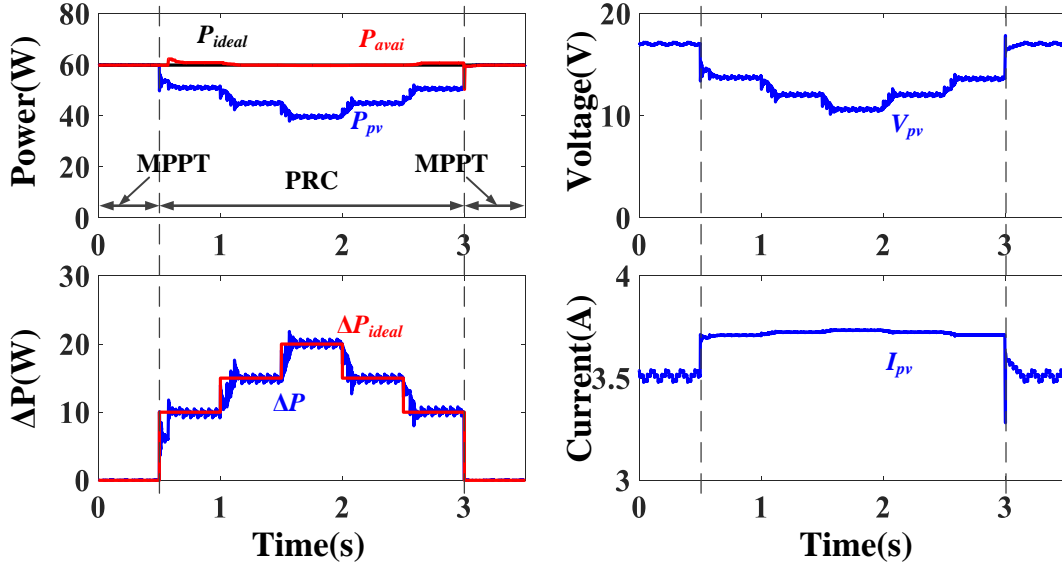 Power(W)
80
60
40
20
0
P_ideal
P_avai
P_pv
MPPT
PRC
MPPT
0 1 2 3
Voltage(V)
20
10
0
V_pv
0 1 2 3
ΔP(W)
30
20
10
0
ΔP_ideal
ΔP
0 1 2 3
Time(s)
Current(A)
4
3.5
3
I_pv
0 1 2 3
Time(s)